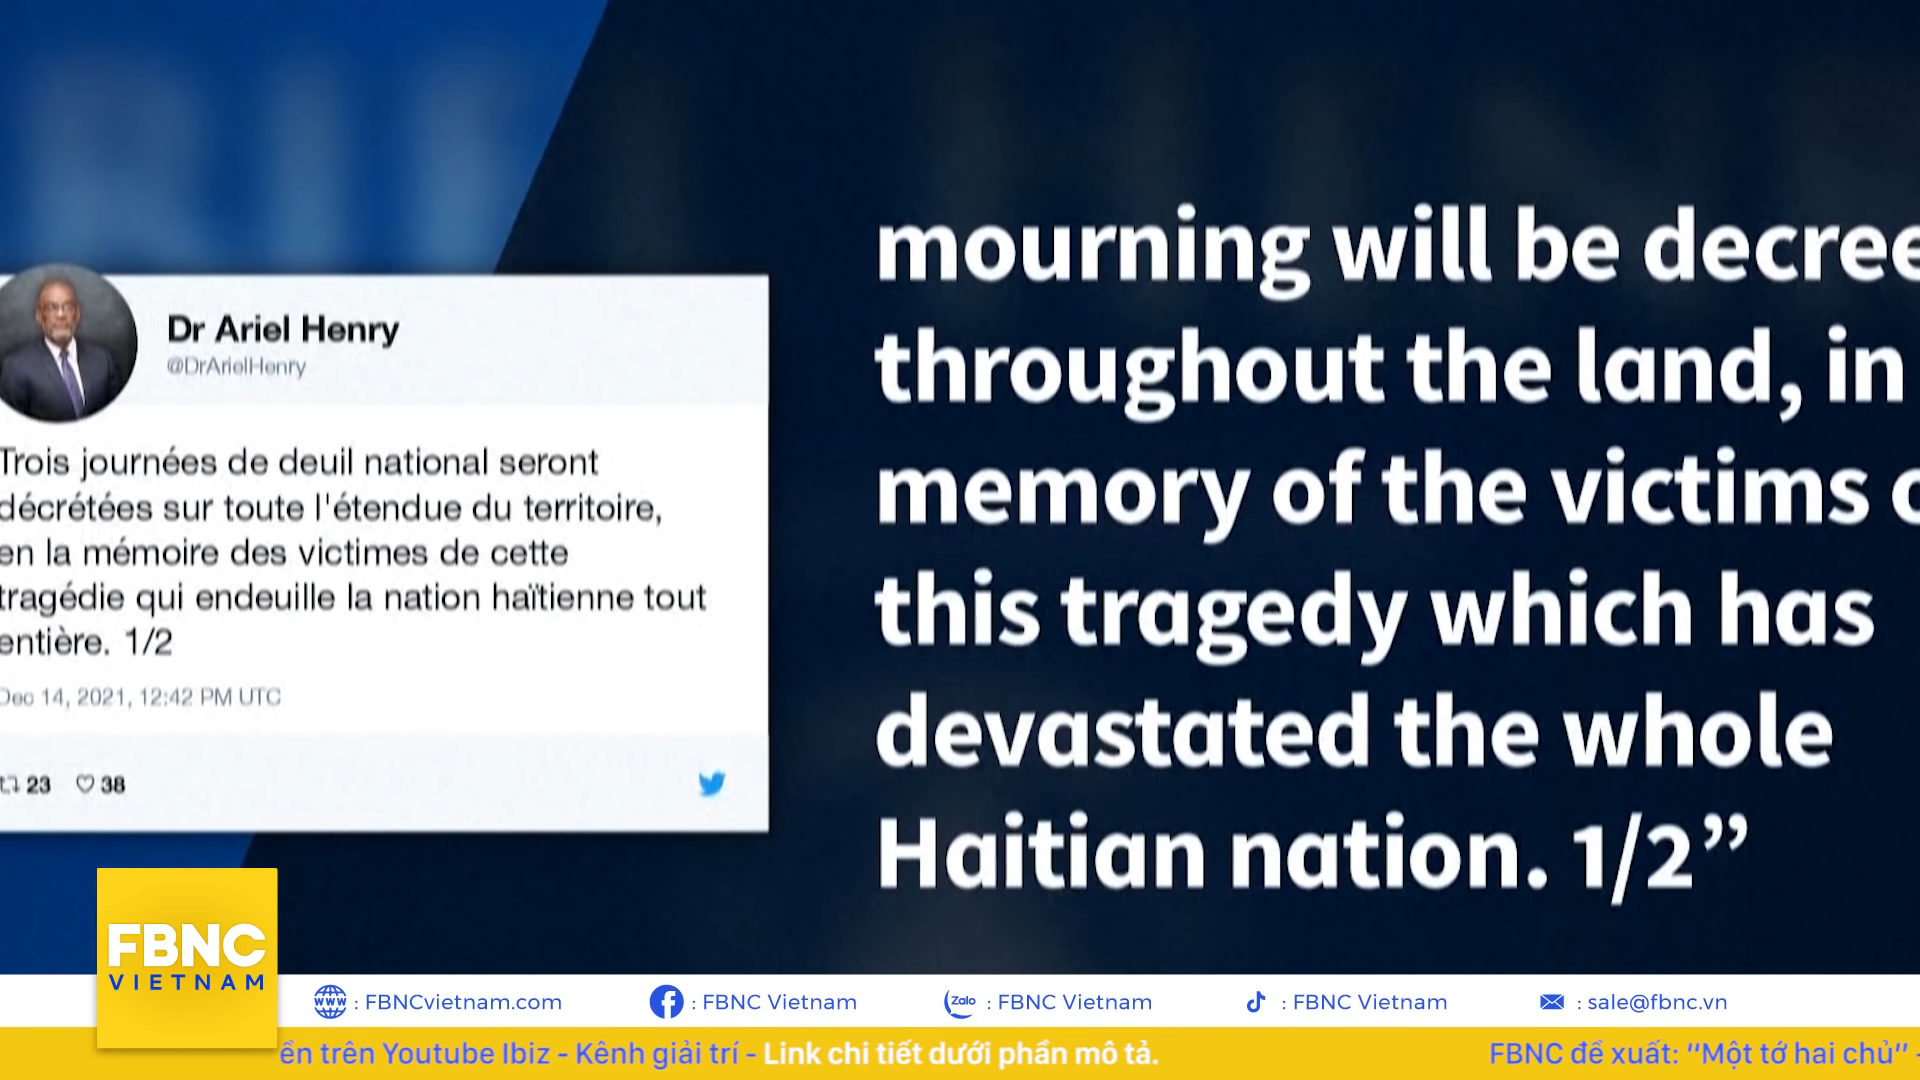 Dr Ariel Henry
@DrArielHenry
Trois journées de deuil national seront
décrétées sur toute l'étendue du territoire,
en la mémoire des victimes de cette
tragédie qui endeuille la nation haïtienne tout
entière. 1/2
Dec 14, 2021, 12:42 PM UTC
23 38
mourning will be decree
throughout the land, in
memory of the victims o
this tragedy which has
devastated the whole
Haitian nation. 1/2”
FBNC
VIETNAM
www : FBNCvietnam.com
: FBNC Vietnam
Zalo : FBNC Vietnam
: FBNC Vietnam
: sale@fbnc.vn
ền trên Youtube Ibiz - Kênh giải trí - Link chi tiết dưới phần mô tả.
FBNC đề xuất: "Một tớ hai chủ" -